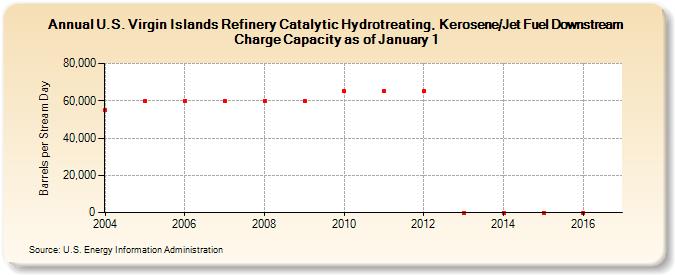 Annual U.S. Virgin Islands Refinery Catalytic Hydrotreating, Kerosene/Jet Fuel Downstream
Charge Capacity as of January 1
Barrels per Stream Day
80,000
60,000
40,000
20,000
0
2004 2006 2008 2010 2012 2014 2016
Source: U.S. Energy Information Administration